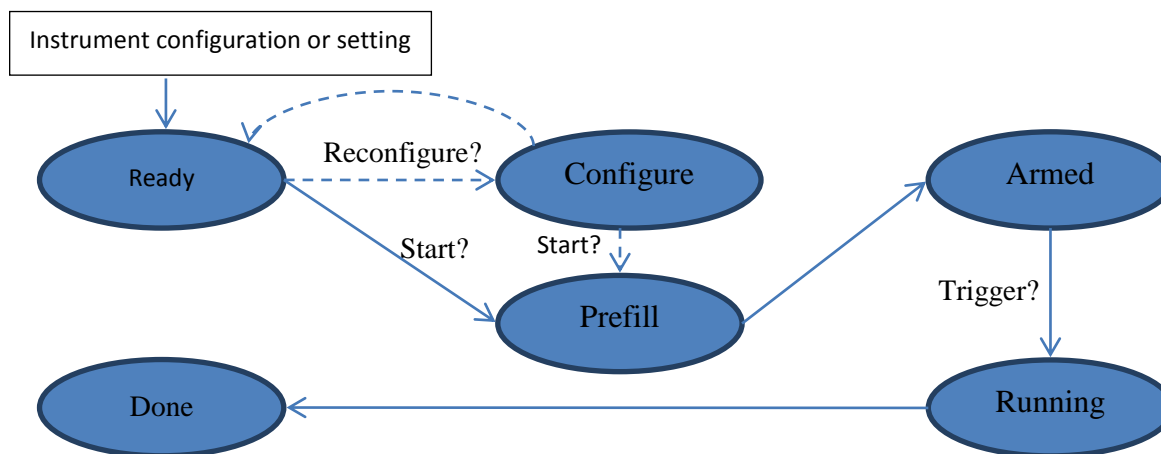 Instrument configuration or setting
Reconfigure?
Ready
Configure
Armed
Start?
Start?
Prefill
Trigger?
Done
Running